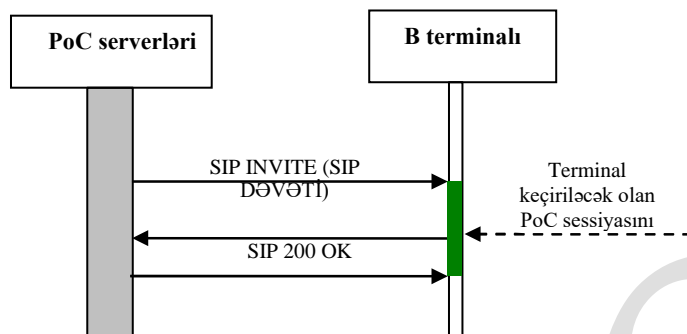 PoC serverləri
B terminalı
SIP INVITE (SIP
DƏVƏTİ)
Terminal
keçiriləcək olan
PoC sessiyasını
SIP 200 OK